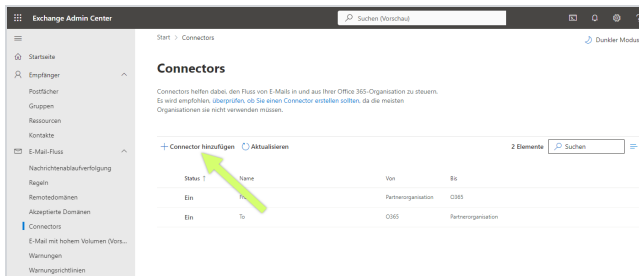 Exchange Admin Center
Suchen (Vorschau)
Start > Connectors
Dunkler Modus
Startseite
Empfänger
Postfächer
Gruppen
Ressourcen
Kontakte
E-Mail-Fluss
Nachrichtenablaufverfolgung
Regeln
Remotedomänen
Akzeptierte Domänen
Connectors
E-Mail mit hohem Volumen (Vors...
Warnungen
Warnungsrichtlinien
Connectors
Connectors helfen dabei, den Fluss von E-Mails in und aus Ihrer Office 365-Organisation zu steuern.
Es wird empfohlen, überprüfen, ob Sie einen Connector erstellen sollten, da die meisten
Organisationen sie nicht verwenden müssen.
+ Connector hinzufügen Aktualisieren 2 Elemente Suchen
Status ↑ Name Von Bis
Ein Partnerorganisation O365
Ein To O365 Partnerorganisation